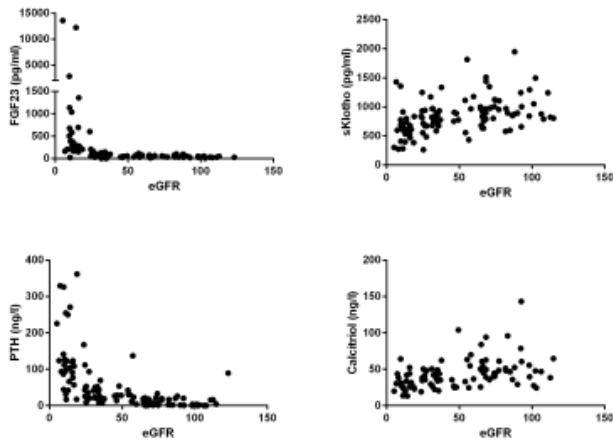 15000
10000
5000
1500
1000
500
0
FGF23 (pg/ml)
0 50 100 150
eGFR
2500
2000
1500
1000
500
0
sKlotho (pg/ml)
0 50 100 150
eGFR
400
300
200
100
0
PTH (ng/l)
0 50 100 150
eGFR
200
150
100
50
0
Calcitriol (ng/l)
0 50 100 150
eGFR